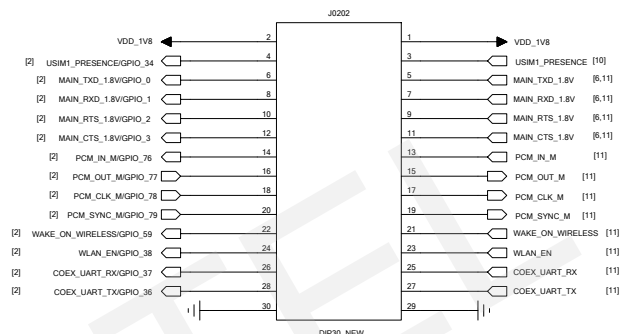 J0202
VDD_1V8 2 1 VDD_1V8
[2] USIM1_PRESENCE/GPIO_34 4 3 USIM1_PRESENCE [10]
[2] MAIN_TXD_1.8V/GPIO_0 6 5 MAIN_TXD_1.8V [6,11]
[2] MAIN_RXD_1.8V/GPIO_1 8 7 MAIN_RXD_1.8V [6,11]
[2] MAIN_RTS_1.8V/GPIO_2 10 9 MAIN_RTS_1.8V [6,11]
[2] MAIN_CTS_1.8V/GPIO_3 12 11 MAIN_CTS_1.8V [6,11]
[2] PCM_IN_M/GPIO_76 14 13 PCM_IN_M [11]
[2] PCM_OUT_M/GPIO_77 16 15 PCM_OUT_M [11]
[2] PCM_CLK_M/GPIO_78 18 17 PCM_CLK_M [11]
[2] PCM_SYNC_M/GPIO_79 20 19 PCM_SYNC_M [11]
[2] WAKE_ON_WIRELESS/GPIO_59 22 21 WAKE_ON_WIRELESS [11]
[2] WLAN_EN/GPIO_38 24 23 WLAN_EN [11]
[2] COEX_UART_RX/GPIO_37 26 25 COEX_UART_RX [11]
[2] COEX_UART_TX/GPIO_36 28 27 COEX_UART_TX [11]
30 29
DIP30_NEW